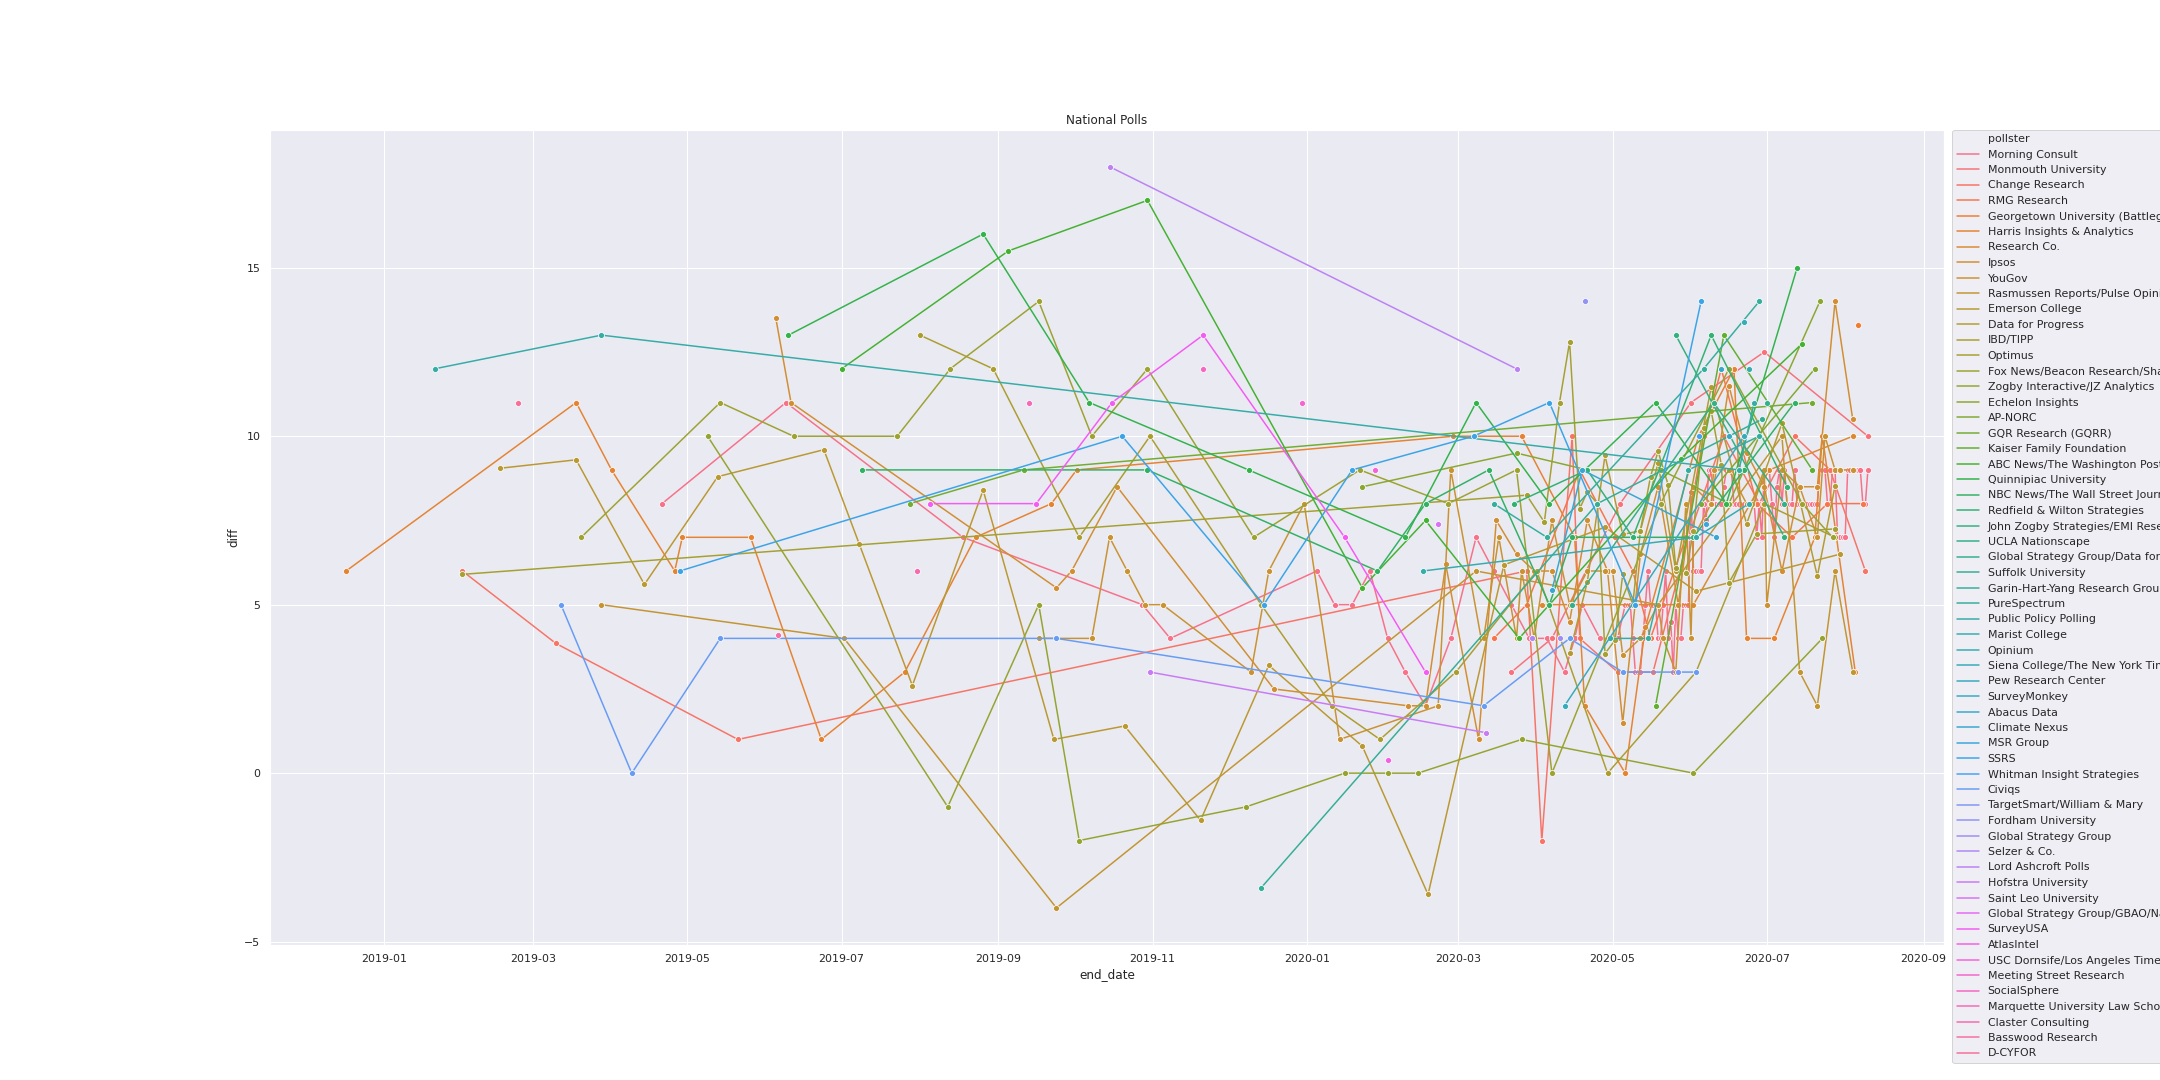 National Polls
diff
15
10
5
0
−5
2019-01 2019-03 2019-05 2019-07 2019-09 2019-11 2020-01 2020-03 2020-05 2020-07 2020-09
end_date
pollster
Morning Consult
Monmouth University
Change Research
RMG Research
Georgetown University (Battleg
Harris Insights & Analytics
Research Co.
Ipsos
YouGov
Rasmussen Reports/Pulse Opin
Emerson College
Data for Progress
IBD/TIPP
Optimus
Fox News/Beacon Research/Sha
Zogby Interactive/JZ Analytics
Echelon Insights
AP-NORC
GQR Research (GQRR)
Kaiser Family Foundation
ABC News/The Washington Post
Quinnipiac University
NBC News/The Wall Street Journ
Redfield & Wilton Strategies
John Zogby Strategies/EMI Rese
UCLA Nationscape
Global Strategy Group/Data for
Suffolk University
Garin-Hart-Yang Research Grou
PureSpectrum
Public Policy Polling
Marist College
Opinium
Siena College/The New York Tim
Pew Research Center
SurveyMonkey
Abacus Data
Climate Nexus
MSR Group
SSRS
Whitman Insight Strategies
Civiqs
TargetSmart/William & Mary
Fordham University
Global Strategy Group
Selzer & Co.
Lord Ashcroft Polls
Hofstra University
Saint Leo University
Global Strategy Group/GBAO/Na
SurveyUSA
AtlasIntel
USC Dornsife/Los Angeles Time
Meeting Street Research
SocialSphere
Marquette University Law Scho
Claster Consulting
Basswood Research
D-CYFOR